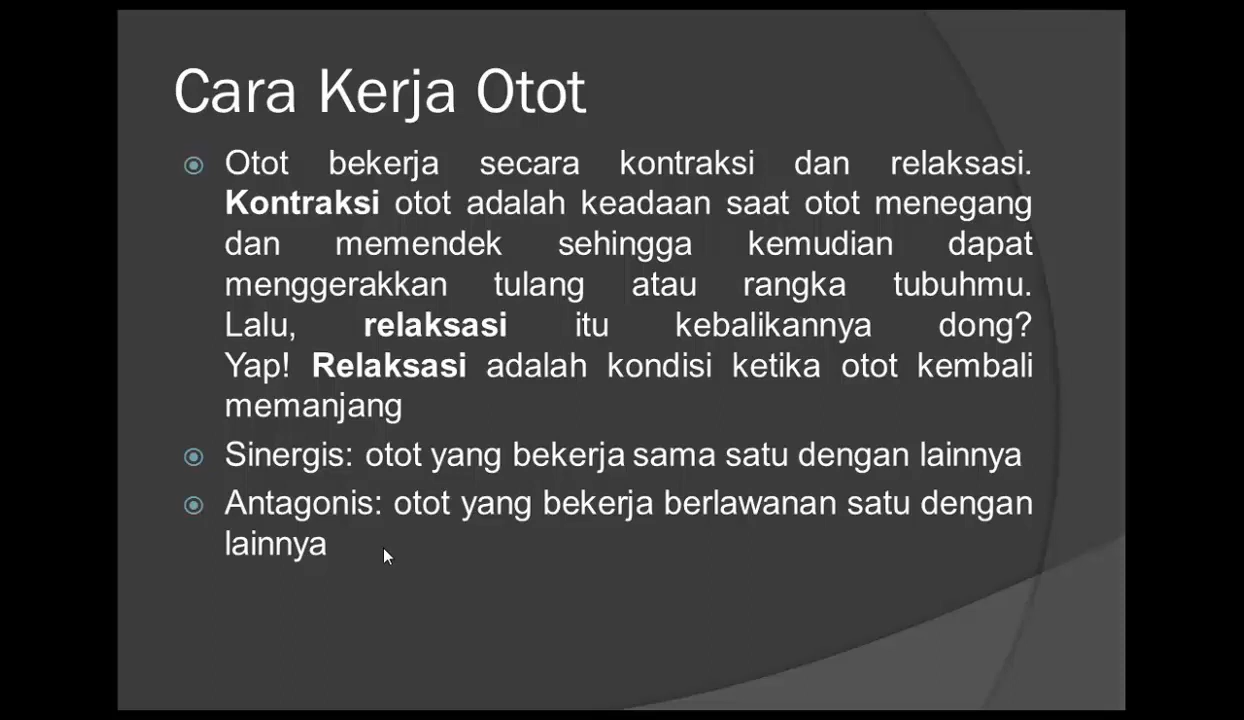 Cara Kerja Otot
Otot bekerja secara kontraksi dan relaksasi.
Kontraksi otot adalah keadaan saat otot menegang
dan memendek sehingga kemudian dapat
menggerakkan tulang atau rangka tubuhmu.
Lalu, relaksasi itu kebalikannya dong?
Yap! Relaksasi adalah kondisi ketika otot kembali
memanjang
Sinergis: otot yang bekerja sama satu dengan lainnya
Antagonis: otot yang bekerja berlawanan satu dengan
lainnya